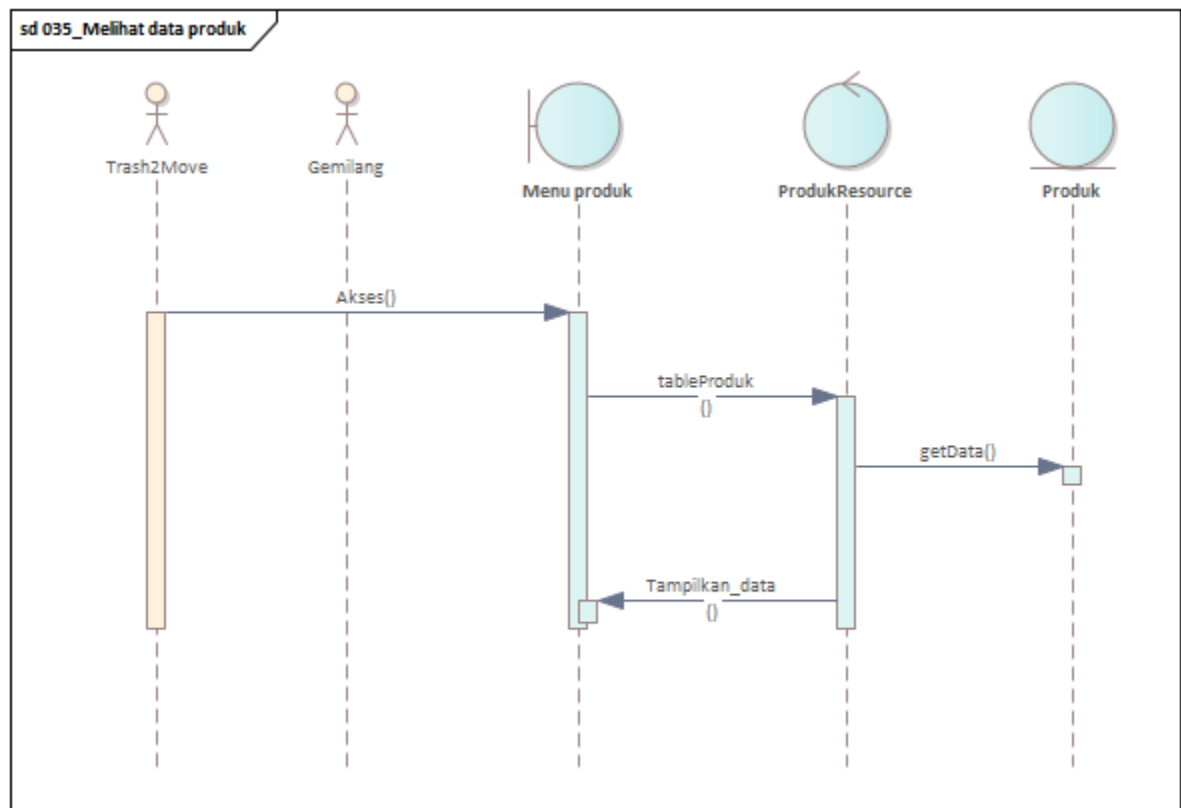 sd 035_Melihat data produk
Trash2Move
Gemilang
Menu produk
ProdukResource
Produk
Akses()
tableProduk
()
getData()
Tampilkan_data
()